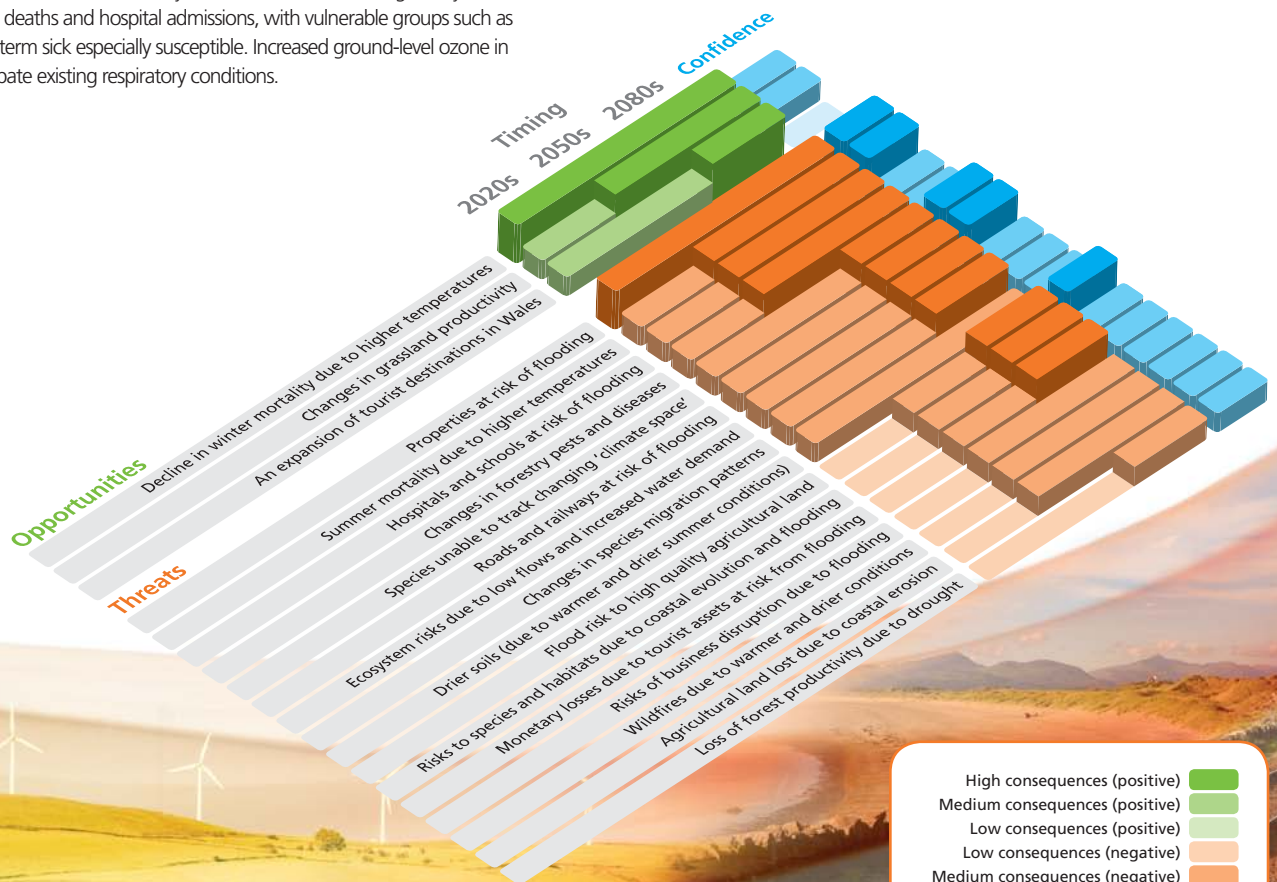 deaths and hospital admissions, with vulnerable groups such as
term sick especially susceptible. Increased ground-level ozone in
bate existing respiratory conditions.
Confidence
Timing
2020s
2050s
2080s
Opportunities
Decline in winter mortality due to higher temperatures
Changes in grassland productivity
An expansion of tourist destinations in Wales
Threats
Properties at risk of flooding
Summer mortality due to higher temperatures
Hospitals and schools at risk of flooding
Changes in forestry pests and diseases
Species unable to track changing ‘climate space’
Roads and railways at risk of flooding
Ecosystem risks due to low flows and increased water demand
Changes in species migration patterns
Drier soils (due to warmer and drier summer conditions)
Flood risk to high quality agricultural land
Risks to species and habitats due to coastal evolution and flooding
Monetary losses due to tourist assets at risk from flooding
Risks of business disruption due to flooding
Wildfires due to warmer and drier conditions
Agricultural land lost due to coastal erosion
Loss of forest productivity due to drought
High consequences (positive)
Medium consequences (positive)
Low consequences (positive)
Low consequences (negative)
Medium consequences (negative)